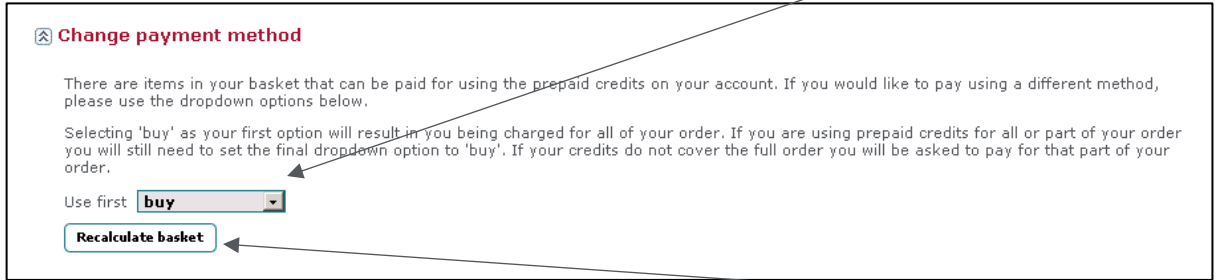 Change payment method
There are items in your basket that can be paid for using the prepaid credits on your account. If you would like to pay using a different method,
please use the dropdown options below.
Selecting 'buy' as your first option will result in you being charged for all of your order. If you are using prepaid credits for all or part of your order
you will still need to set the final dropdown option to 'buy'. If your credits do not cover the full order you will be asked to pay for that part of your
order.
Use first buy
Recalculate basket